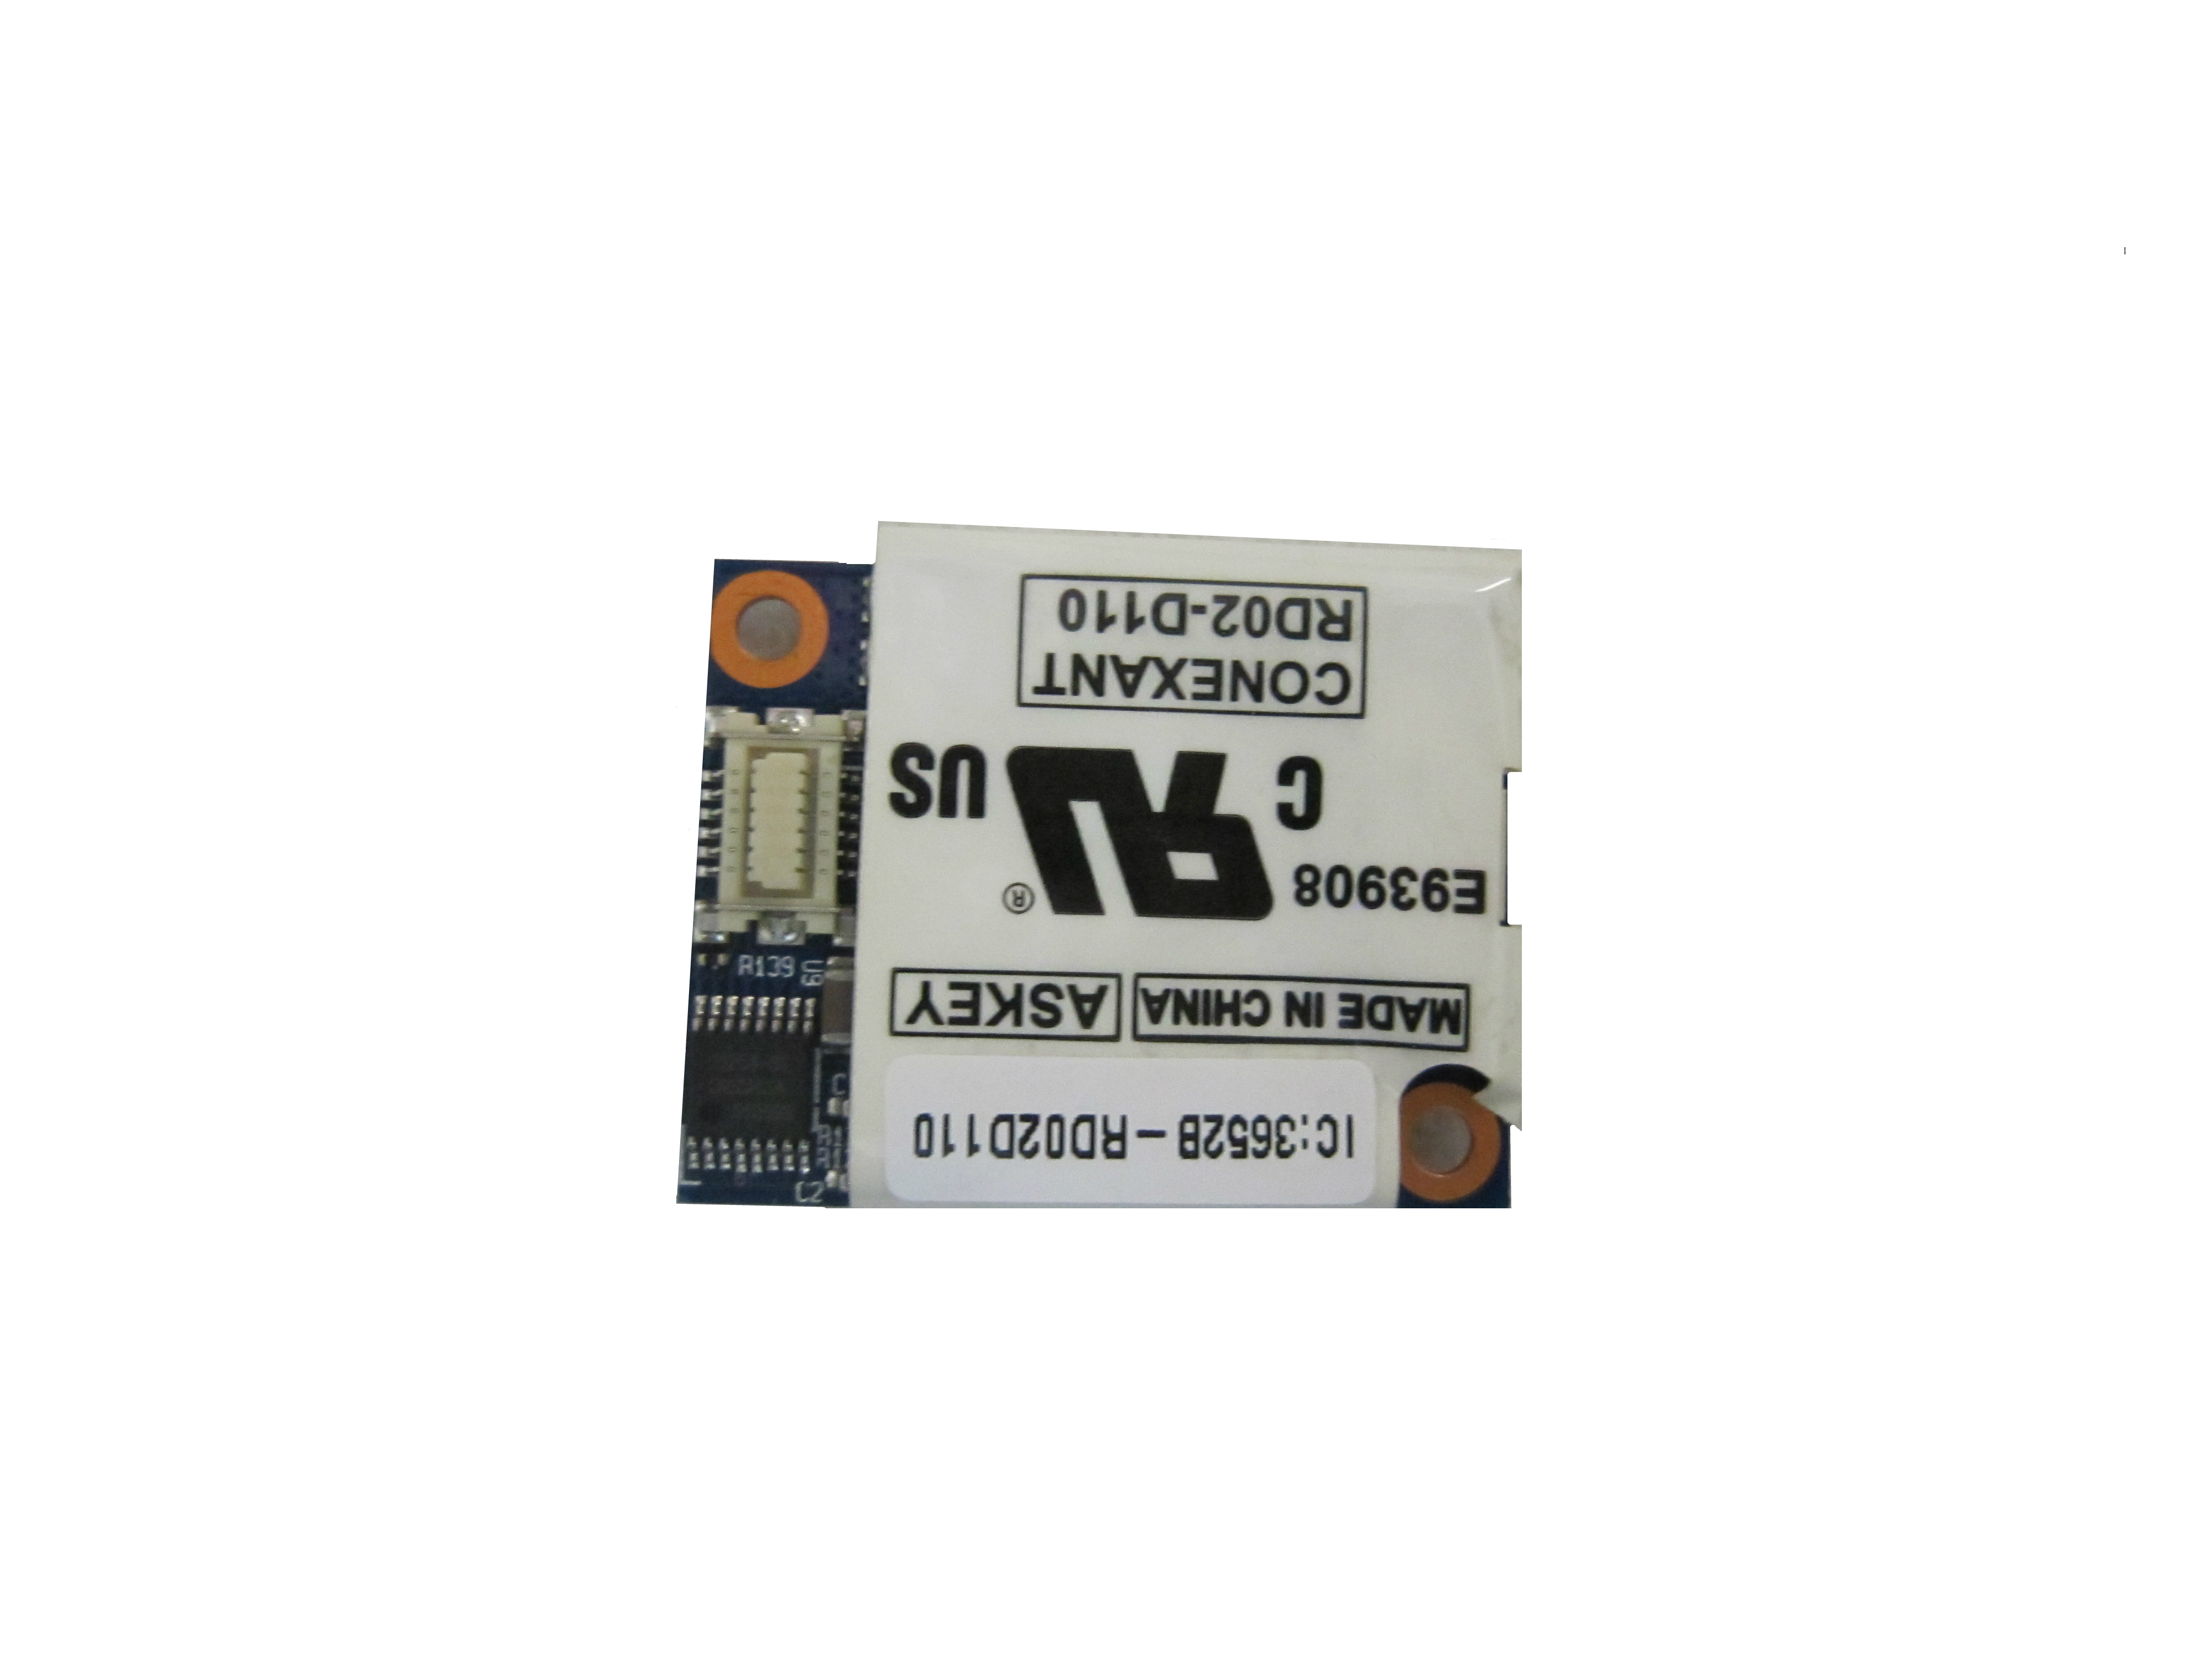 IC:3652B-RD02D110
MADE IN CHINA ASKEY
E93908
C US
®
CONEXANT
RD02-D110
R139
U9
C2